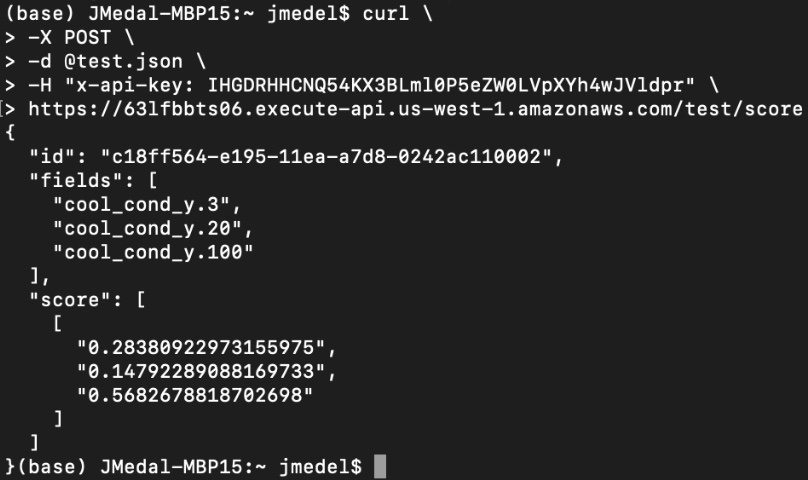 (base) JMedal-MBP15:~ jmedel$ curl \
> -X POST \
> -d @test.json \
> -H "x-api-key: IHGDRHHCNQ54KX3BLml0P5eZW0LVpXYh4wJVldpr" \
[> https://63lfbbts06.execute-api.us-west-1.amazonaws.com/test/score
{
  "id": "c18ff564-e195-11ea-a7d8-0242ac110002",
  "fields": [
    "cool_cond_y.3",
    "cool_cond_y.20",
    "cool_cond_y.100"
  ],
  "score": [
    [
      "0.28380922973155975",
      "0.14792289088169733",
      "0.5682678818702698"
    ]
  ]
}(base) JMedal-MBP15:~ jmedel$